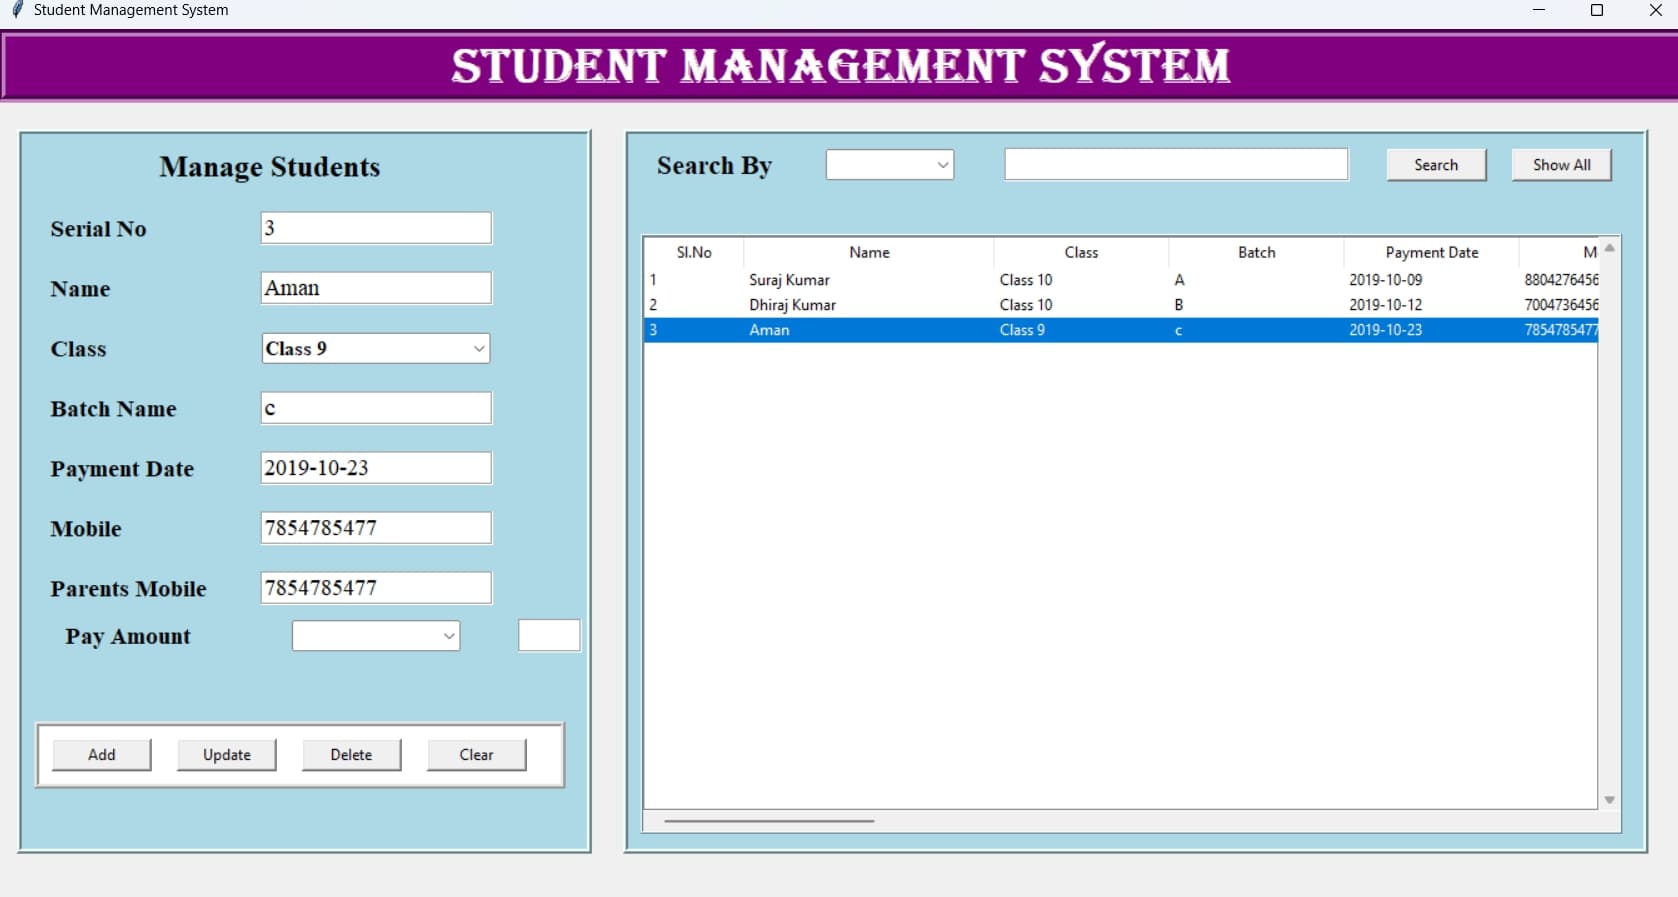 Student Management System
STUDENT MANAGEMENT SYSTEM
Manage Students
Serial No 3
Name Aman
Class Class 9
Batch Name c
Payment Date 2019-10-23
Mobile 7854785477
Parents Mobile 7854785477
Pay Amount
Add Update Delete Clear
Search By Search Show All
Sl.No Name Class Batch Payment Date M
1 Suraj Kumar Class 10 A 2019-10-09 8804276456
2 Dhiraj Kumar Class 10 B 2019-10-12 7004736456
3 Aman Class 9 c 2019-10-23 7854785477